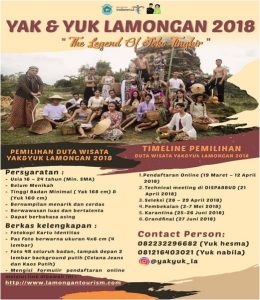 YAK & YUK LAMONGAN 2018
" The Legend Of Joko Tingkir "
PEMILIHAN DUTA WISATA
YAK&YUK LAMONGAN 2018
Persyaratan :
Usia 16 - 24 tahun (Min. SMA)
Belum Menikah
Tinggi Badan Minimal ( Yak 168 cm) &
(Yuk 160 cm)
Bernampilan menarik dan cerdas
Berwawasan luas dan bertalenta
Dapat berbahasa asing
Berkas kelengkapan :
Fotokopi Kartu Identitas
Pas foto berwarna ukuran 4x6 cm (4
lembar)
Foto 4R seluruh badan, tampak depan 2
lembar background putih (Celana
Jeans dan Kaos Putih)
Mengisi formulir pendaftaran online
http://www.lamongantourism.com/
TIMELINE PEMILIHAN
DUTA WISATA YAK&YUK LAMONGAN 2018
1.Pendaftaran Online (19 Maret - 12 April
2018)
2.Technical meeting di DISPARBUD (21
April 2018)
3.Seleksi (28 - 29 April 2018)
4.Pembekalan (2-7 Mei 2018)
5.Karantina (25-26 Juni 2018)
6.Grandfinal (27 Juni 2018)
Contact Person:
082232296682 (Yuk hesma)
081216403021 (Yuk nabila)
@yakyuk_la